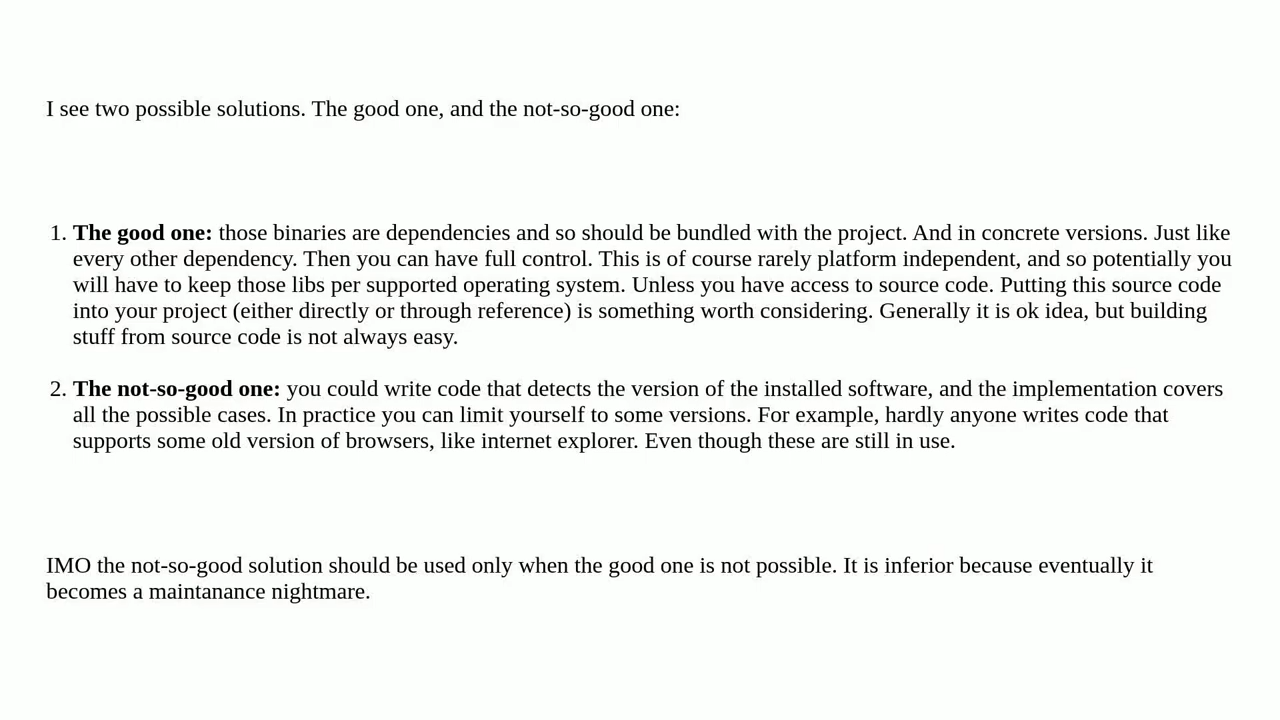 I see two possible solutions. The good one, and the not-so-good one:
1. The good one: those binaries are dependencies and so should be bundled with the project. And in concrete versions. Just like
every other dependency. Then you can have full control. This is of course rarely platform independent, and so potentially you
will have to keep those libs per supported operating system. Unless you have access to source code. Putting this source code
into your project (either directly or through reference) is something worth considering. Generally it is ok idea, but building
stuff from source code is not always easy.
2. The not-so-good one: you could write code that detects the version of the installed software, and the implementation covers
all the possible cases. In practice you can limit yourself to some versions. For example, hardly anyone writes code that
supports some old version of browsers, like internet explorer. Even though these are still in use.
IMO the not-so-good solution should be used only when the good one is not possible. It is inferior because eventually it
becomes a maintanance nightmare.